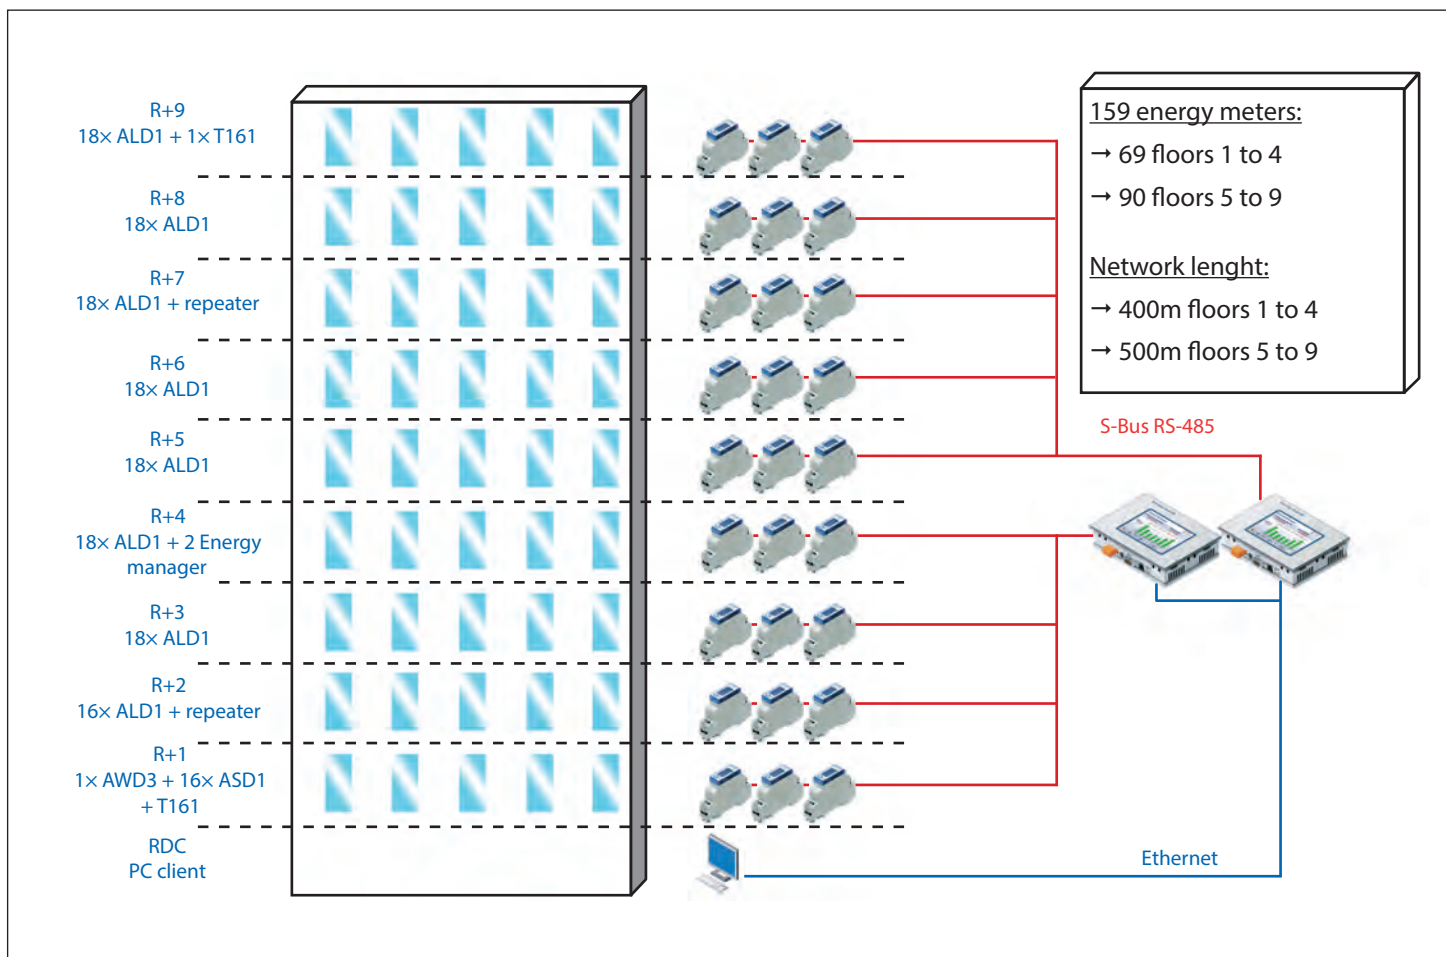 R+9
18× ALD1 + 1× T161
R+8
18× ALD1
R+7
18× ALD1 + repeater
R+6
18× ALD1
R+5
18× ALD1
R+4
18× ALD1 + 2 Energy
manager
R+3
18× ALD1
R+2
16× ALD1 + repeater
R+1
1× AWD3 + 16× ASD1
+ T161
RDC
PC client
159 energy meters:
→ 69 floors 1 to 4
→ 90 floors 5 to 9
Network lenght:
→ 400m floors 1 to 4
→ 500m floors 5 to 9
S-Bus RS-485
Ethernet